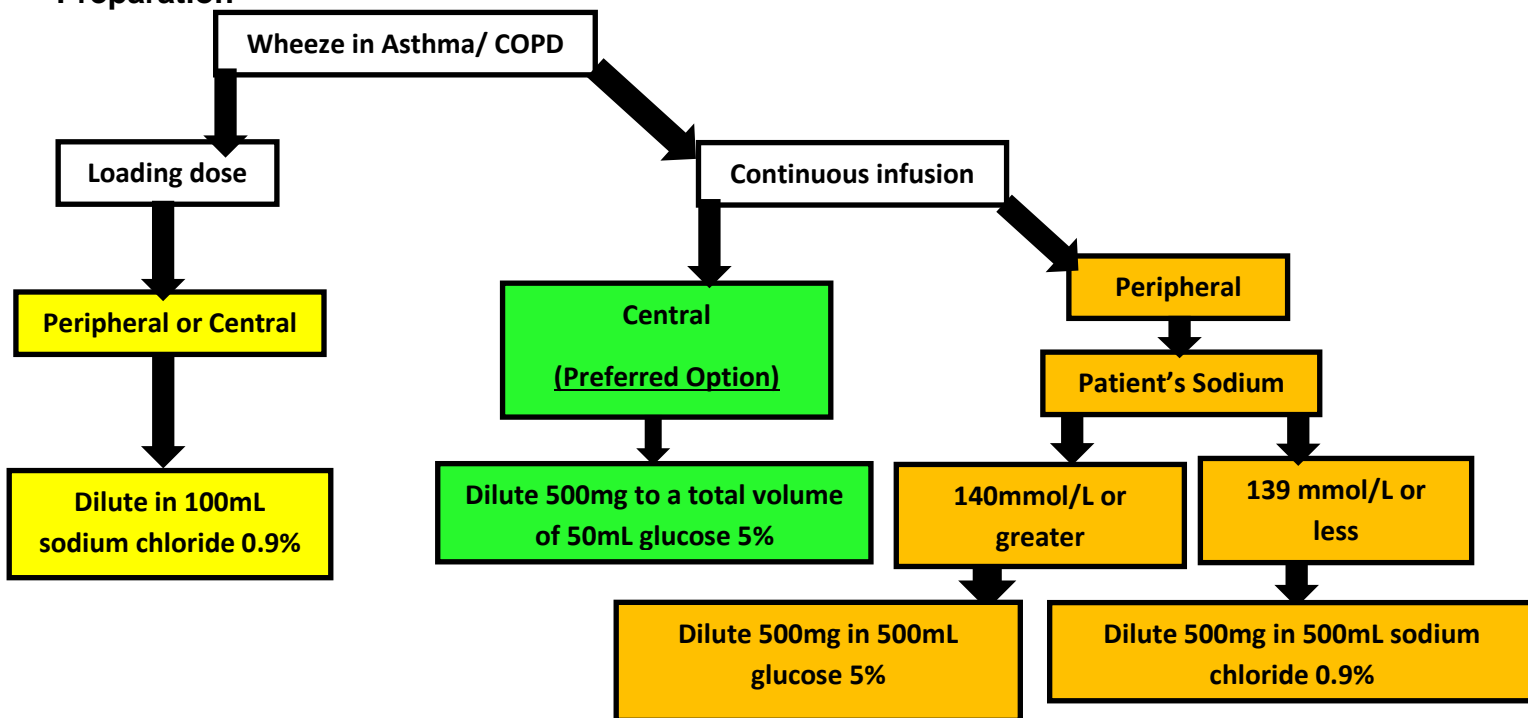 Preparation
Wheeze in Asthma/ COPD
Loading dose
Continuous infusion
Peripheral or Central
Central
(Preferred Option)
Peripheral
Patient’s Sodium
Dilute in 100mL
sodium chloride 0.9%
Dilute 500mg to a total volume
of 50mL glucose 5%
140mmol/L or
greater
139 mmol/L or
less
Dilute 500mg in 500mL
glucose 5%
Dilute 500mg in 500mL sodium
chloride 0.9%